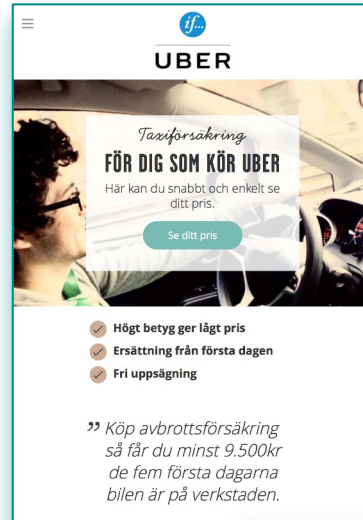 if...
UBER
Taxiförsäkring
FÖR DIG SOM KÖR UBER
Här kan du snabbt och enkelt se
ditt pris.
Se ditt pris
Högt betyg ger lågt pris
Ersättning från första dagen
Fri uppsägning
” Köp avbrottsförsäkring
så får du minst 9.500kr
de fem första dagarna
bilen är på verkstaden.